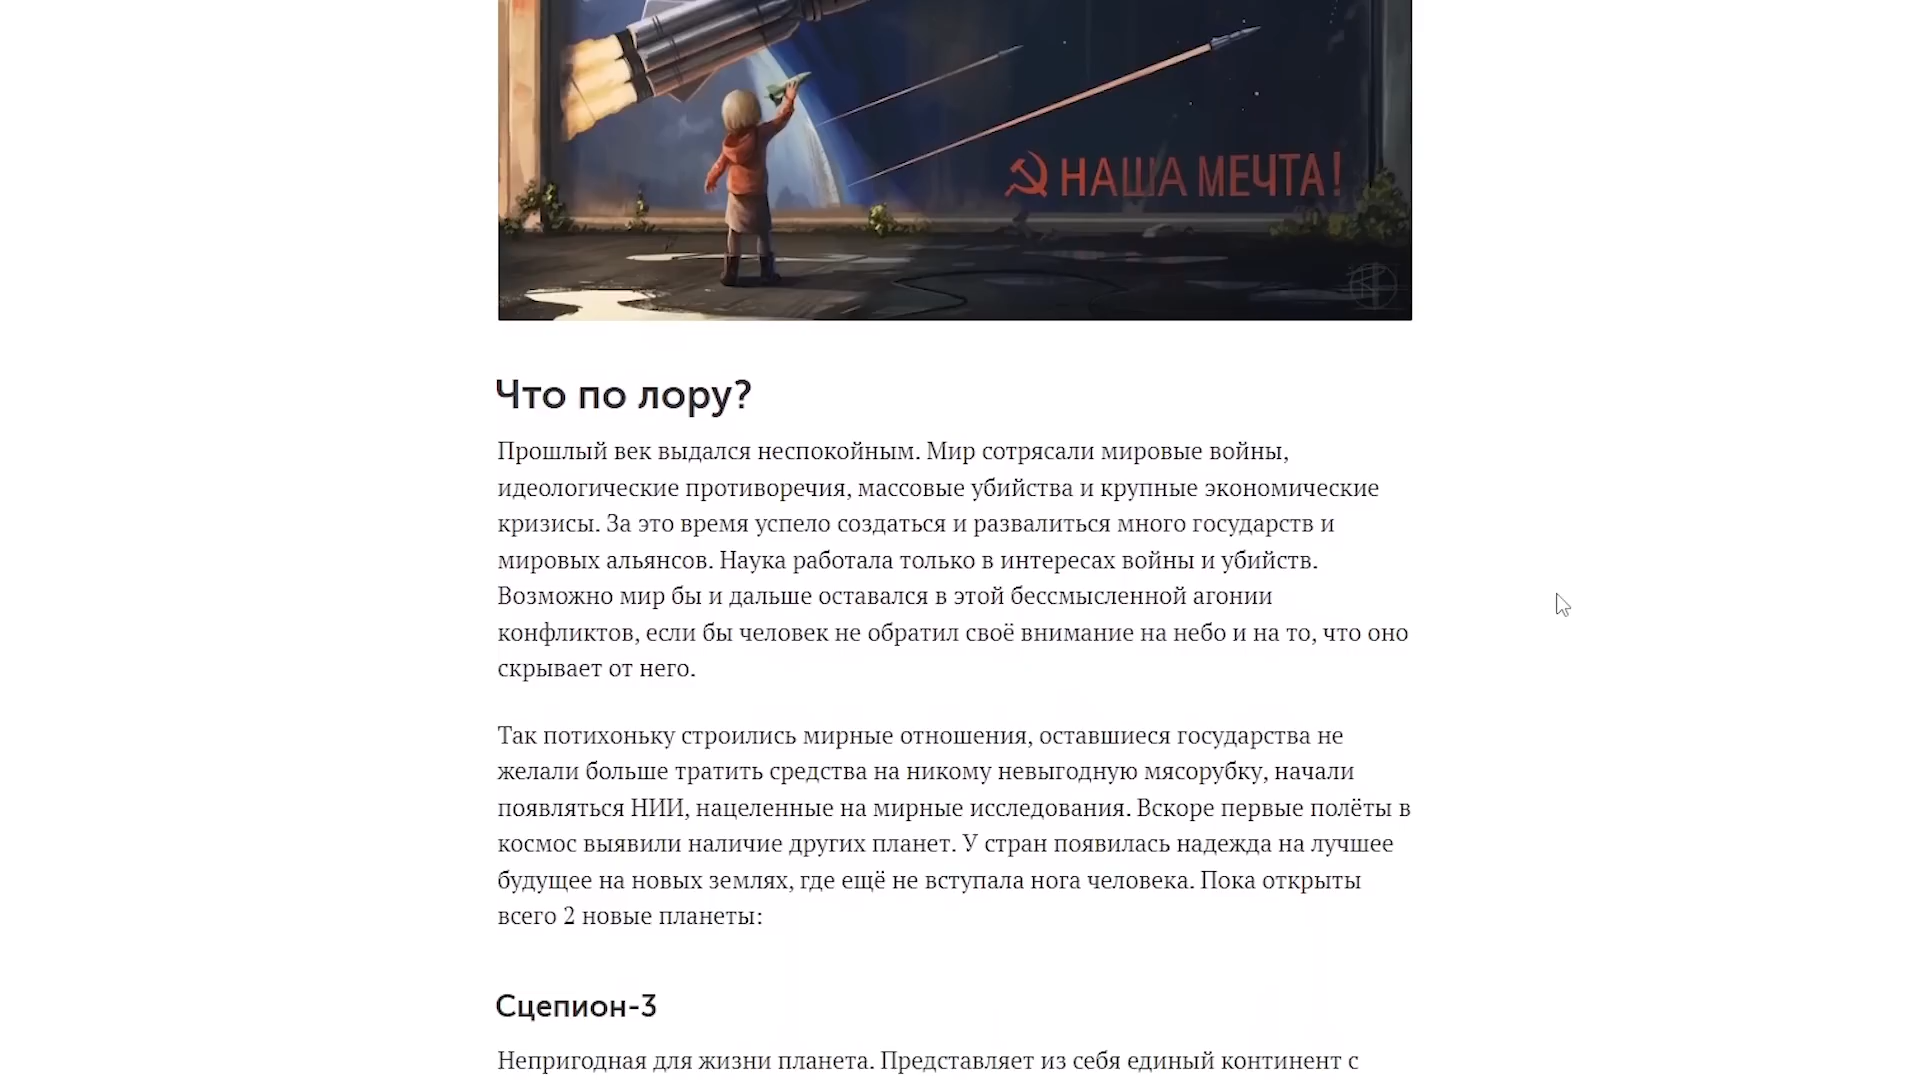 НАША МЕЧТА!
Что по лору?
Прошлый век выдался неспокойным. Мир сотрясали мировые войны,
идеологические противоречия, массовые убийства и крупные экономические
кризисы. За это время успело создаться и развалиться много государств и
мировых альянсов. Наука работала только в интересах войны и убийств.
Возможно мир бы и дальше оставался в этой бессмысленной агонии
конфликтов, если бы человек не обратил своё внимание на небо и на то, что оно
скрывает от него.
Так потихоньку строились мирные отношения, оставшиеся государства не
желали больше тратить средства на никому невыгодную мясорубку, начали
появляться НИИ, нацеленные на мирные исследования. Вскоре первые полёты в
космос выявили наличие других планет. У стран появилась надежда на лучшее
будущее на новых землях, где ещё не вступала нога человека. Пока открыты
всего 2 новые планеты:
Сцепион-3
Непригодная для жизни планета. Представляет из себя единый континент с